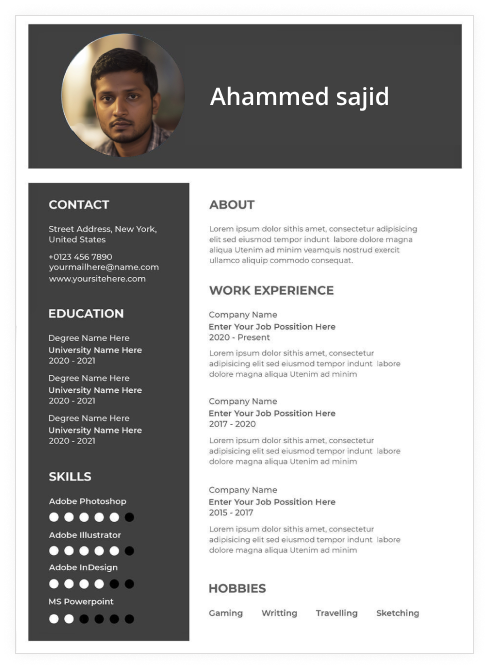 Ahammed sajid
CONTACT
Street Address, New York,
United States
+0123 456 7890
yourmailhere@name.com
www.yoursitehere.com
EDUCATION
Degree Name Here
University Name Here
2020 - 2021
Degree Name Here
University Name Here
2020 - 2021
Degree Name Here
University Name Here
2020 - 2021
SKILLS
Adobe Photoshop
Adobe Illustrator
Adobe InDesign
MS Powerpoint
ABOUT
Lorem ipsum dolor sithis amet, consectetur adipisicing
elit sed eiusmod tempor indunt labore dolore magna
aliqua Utenim ad minim veamquis nostrud exercit
ullamco aliquip commodo consequat.
WORK EXPERIENCE
Company Name
Enter Your Job Possition Here
2020 - Present
Lorem ipsum dolor sithis amet, consectetur
adipisicing elit sed eiusmod tempor indunt labore
dolore magna aliqua Utenim ad minim
Company Name
Enter Your Job Possition Here
2017 - 2020
Lorem ipsum dolor sithis amet, consectetur
adipisicing elit sed eiusmod tempor indunt labore
dolore magna aliqua Utenim ad minim
Company Name
Enter Your Job Possition Here
2015 - 2017
Lorem ipsum dolor sithis amet, consectetur
adipisicing elit sed eiusmod tempor indunt labore
dolore magna aliqua Utenim ad minim
HOBBIES
Gaming Writting Travelling Sketching